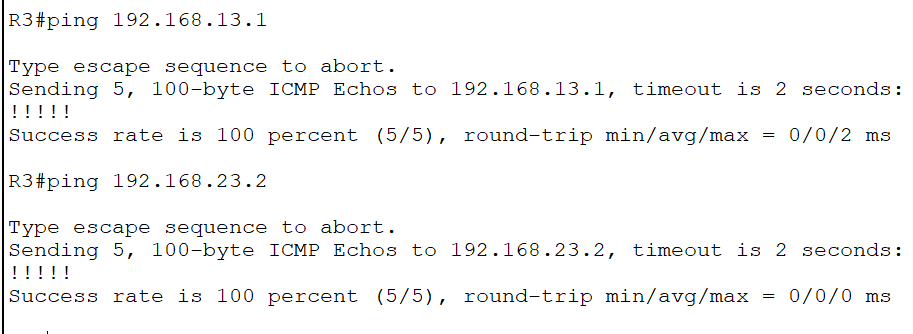 R3#ping 192.168.13.1
Type escape sequence to abort.
Sending 5, 100-byte ICMP Echos to 192.168.13.1, timeout is 2 seconds:
!!!!!
Success rate is 100 percent (5/5), round-trip min/avg/max = 0/0/2 ms
R3#ping 192.168.23.2
Type escape sequence to abort.
Sending 5, 100-byte ICMP Echos to 192.168.23.2, timeout is 2 seconds:
!!!!!
Success rate is 100 percent (5/5), round-trip min/avg/max = 0/0/0 ms